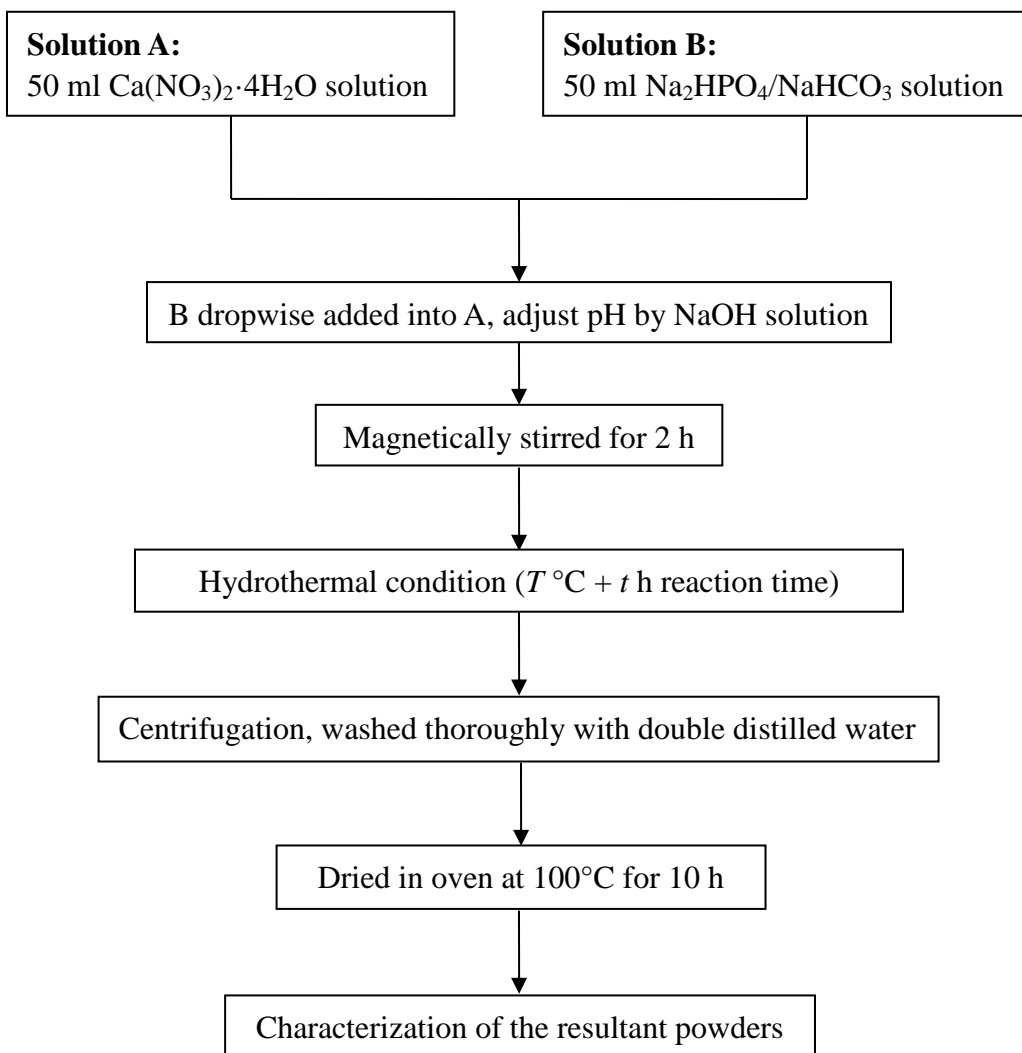 Solution A:
50 ml Ca(NO₃)₂·4H₂O solution
Solution B:
50 ml Na₂HPO₄/NaHCO₃ solution
B dropwise added into A, adjust pH by NaOH solution
Magnetically stirred for 2 h
Hydrothermal condition (T °C + t h reaction time)
Centrifugation, washed thoroughly with double distilled water
Dried in oven at 100°C for 10 h
Characterization of the resultant powders